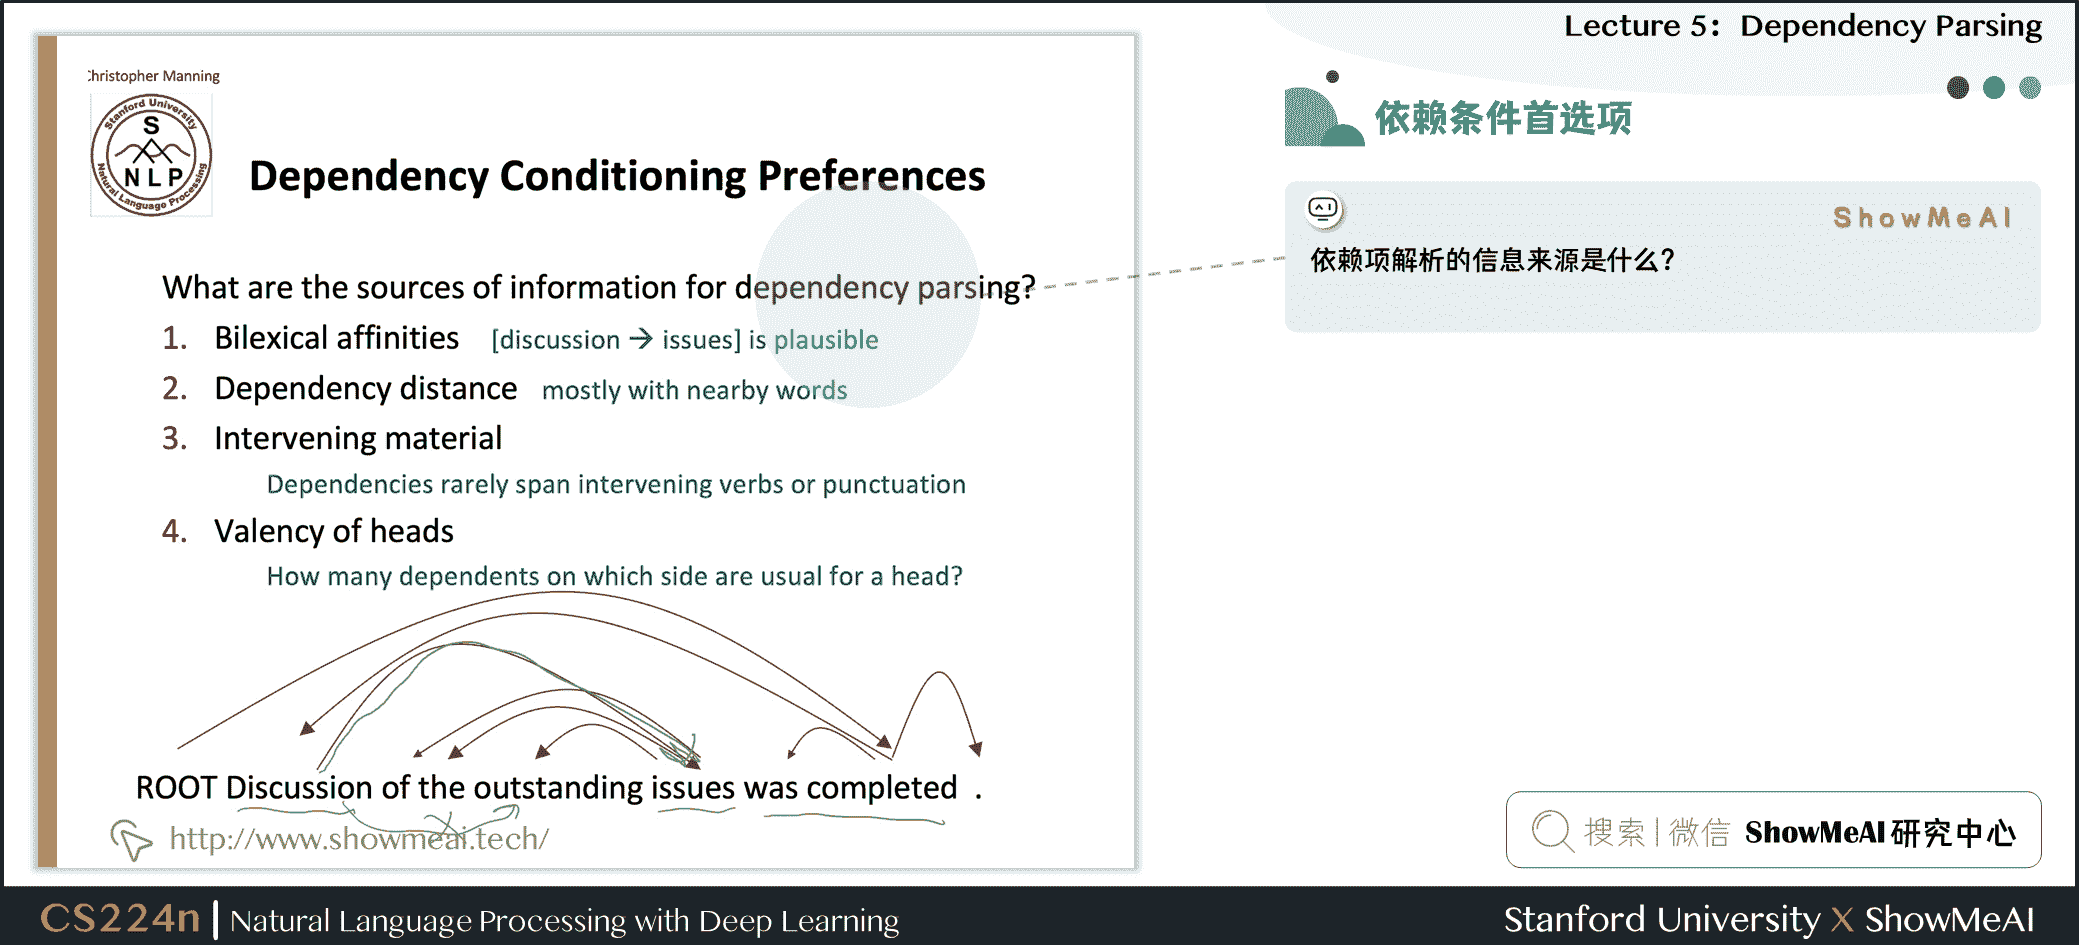 Lecture 5: Dependency Parsing
Christopher Manning
Stanford University
S
NLP
Natural Language Processing
Dependency Conditioning Preferences
What are the sources of information for dependency parsing?
1. Bilexical affinities [discussion → issues] is plausible
2. Dependency distance mostly with nearby words
3. Intervening material
Dependencies rarely span intervening verbs or punctuation
4. Valency of heads
How many dependents on which side are usual for a head?
ROOT Discussion of the outstanding issues was completed .
http://www.showmeai.tech/
依赖条件首选项
ShowMeAI
依赖项解析的信息来源是什么?
搜索|微信 ShowMeAI研究中心
CS224n | Natural Language Processing with Deep Learning
Stanford University X ShowMeAI